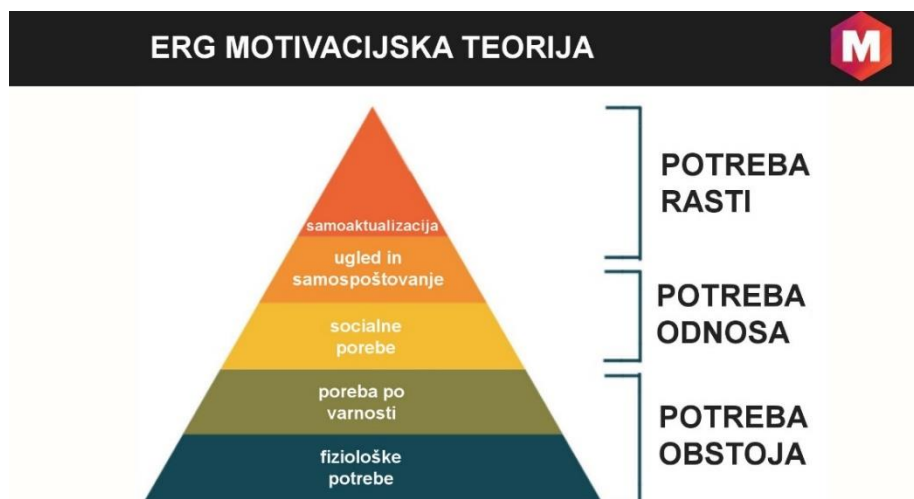 ERG MOTIVACIJSKA TEORIJA
M
samoaktualizacija
ugled in
samospoštovanje
socialne
porebe
poreba po
varnosti
fiziološke
potrebe
POTREBA
RASTI
POTREBA
ODNOSA
POTREBA
OBSTOJA